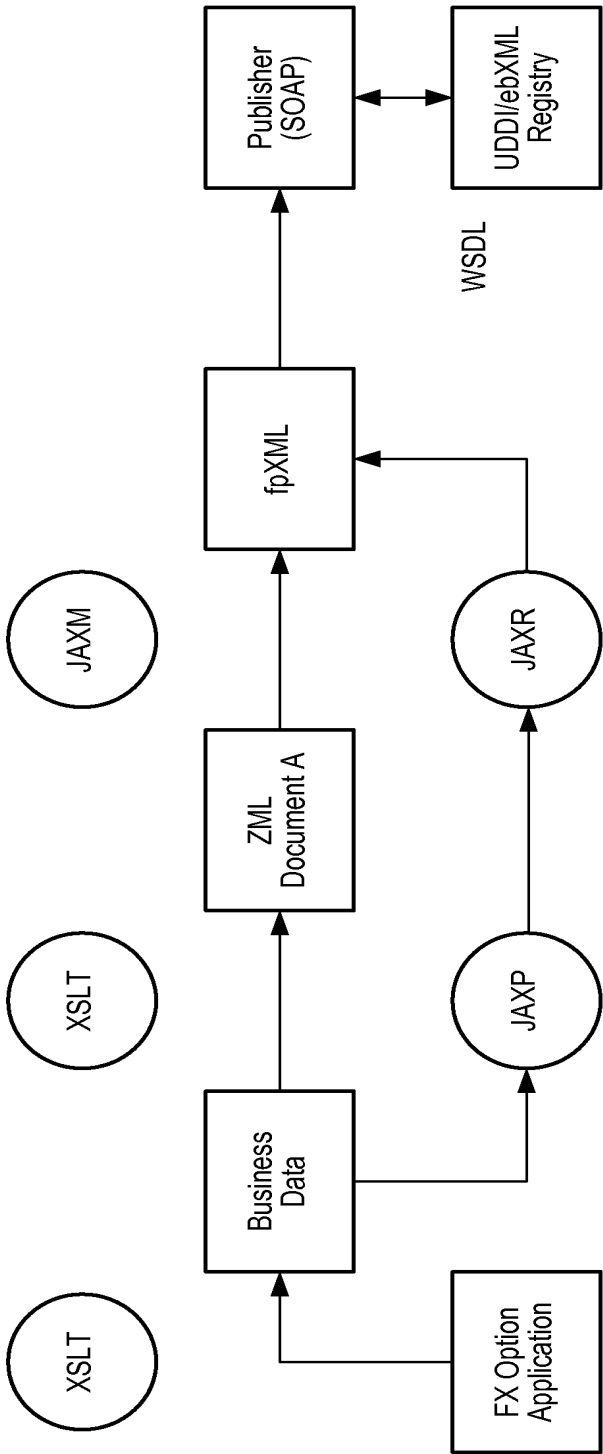 XSLT
XSLT
JAXM
Business
Data
ZML
Document A
fpXML
Publisher
(SOAP)
FX Option
Application
JAXP
JAXR
WSDL
UDDI/ebXML
Registry